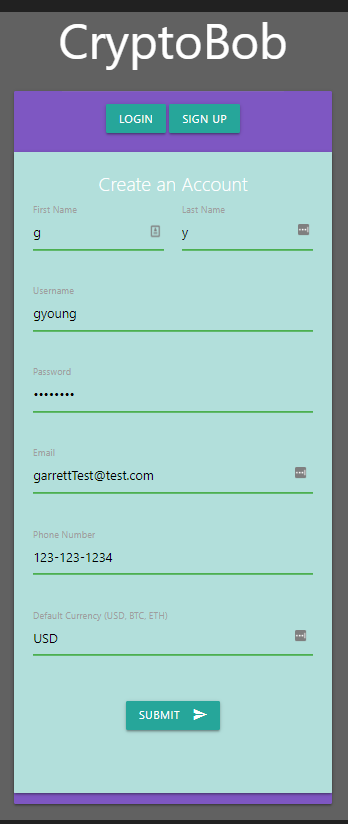 CryptoBob
LOGIN SIGN UP
Create an Account
First Name Last Name
g y
Username
gyoung
Password
••••••••
Email
garrettTest@test.com
Phone Number
123-123-1234
Default Currency (USD, BTC, ETH)
USD
SUBMIT